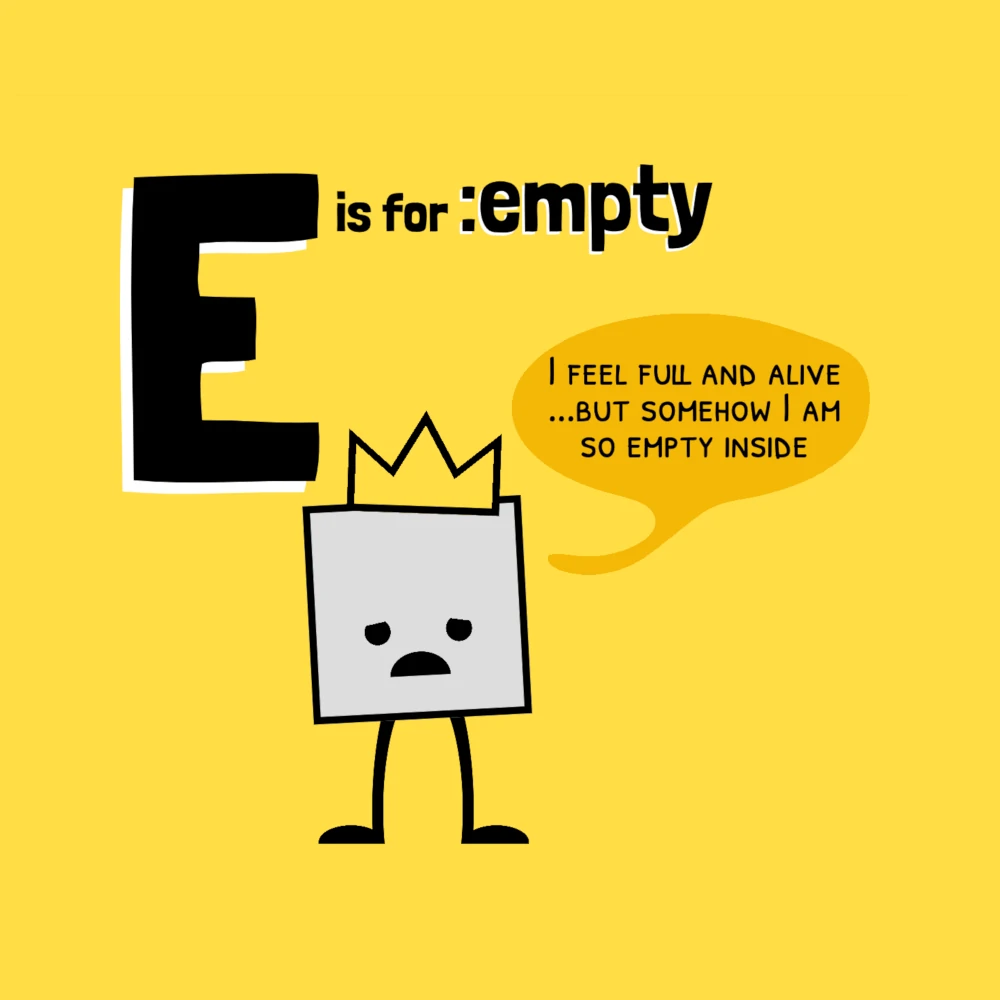 E is for :empty
I FEEL FULL AND ALIVE
...BUT SOMEHOW I AM
SO EMPTY INSIDE